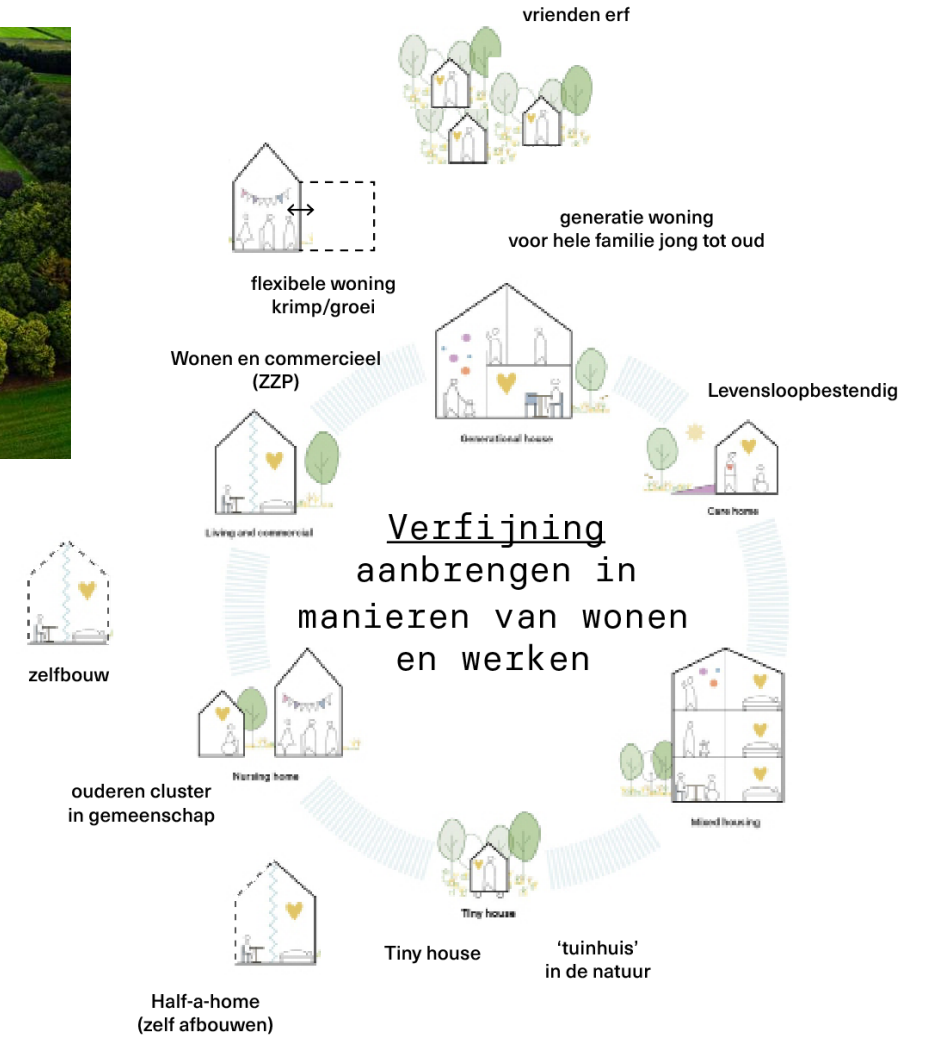 vrienden erf
generatie woning
voor hele familie jong tot oud
flexibele woning
krimp/groei
Wonen en commercieel
(ZZP)
Levensloopbestendig
Generational house
Care home
Living and commercial
Verfijning
aanbrengen in
manieren van wonen
en werken
zelfbouw
Nursing home
ouderen cluster
in gemeenschap
Mixed housing
Tiny house
Tiny house
‘tuinhuis’
in de natuur
Half-a-home
(zelf afbouwen)